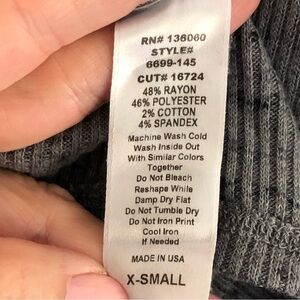 RN# 136060
STYLE#
6699-145
CUT# 16724
48% RAYON
46% POLYESTER
2% COTTON
4% SPANDEX
Machine Wash Cold
Wash Inside Out
With Similar Colors
Together
Do Not Bleach
Reshape While
Damp Dry Flat
Do Not Tumble Dry
Do Not Iron Print
Cool Iron
If Needed
MADE IN USA
X-SMALL